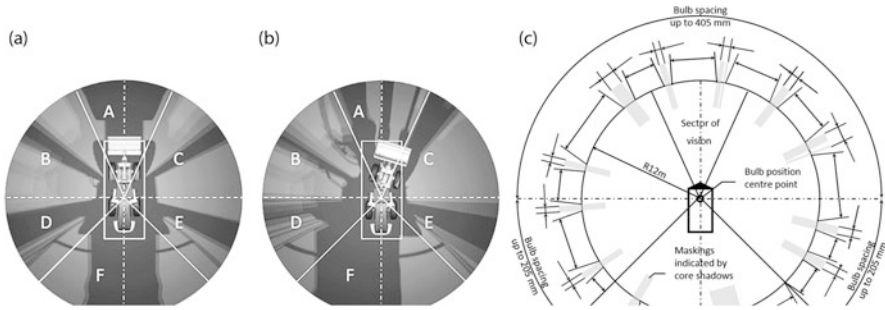 (a)
A
B
C
D
E
F
(b)
A
B
C
D
E
F
(c)
Bulb spacing
up to 405 mm
Sector of
vision
R12m
Bulb position
centre point
Maskings
indicated by
core shadows
Bulb spacing
up to 205 mm
Bulb spacing
up to 205 mm